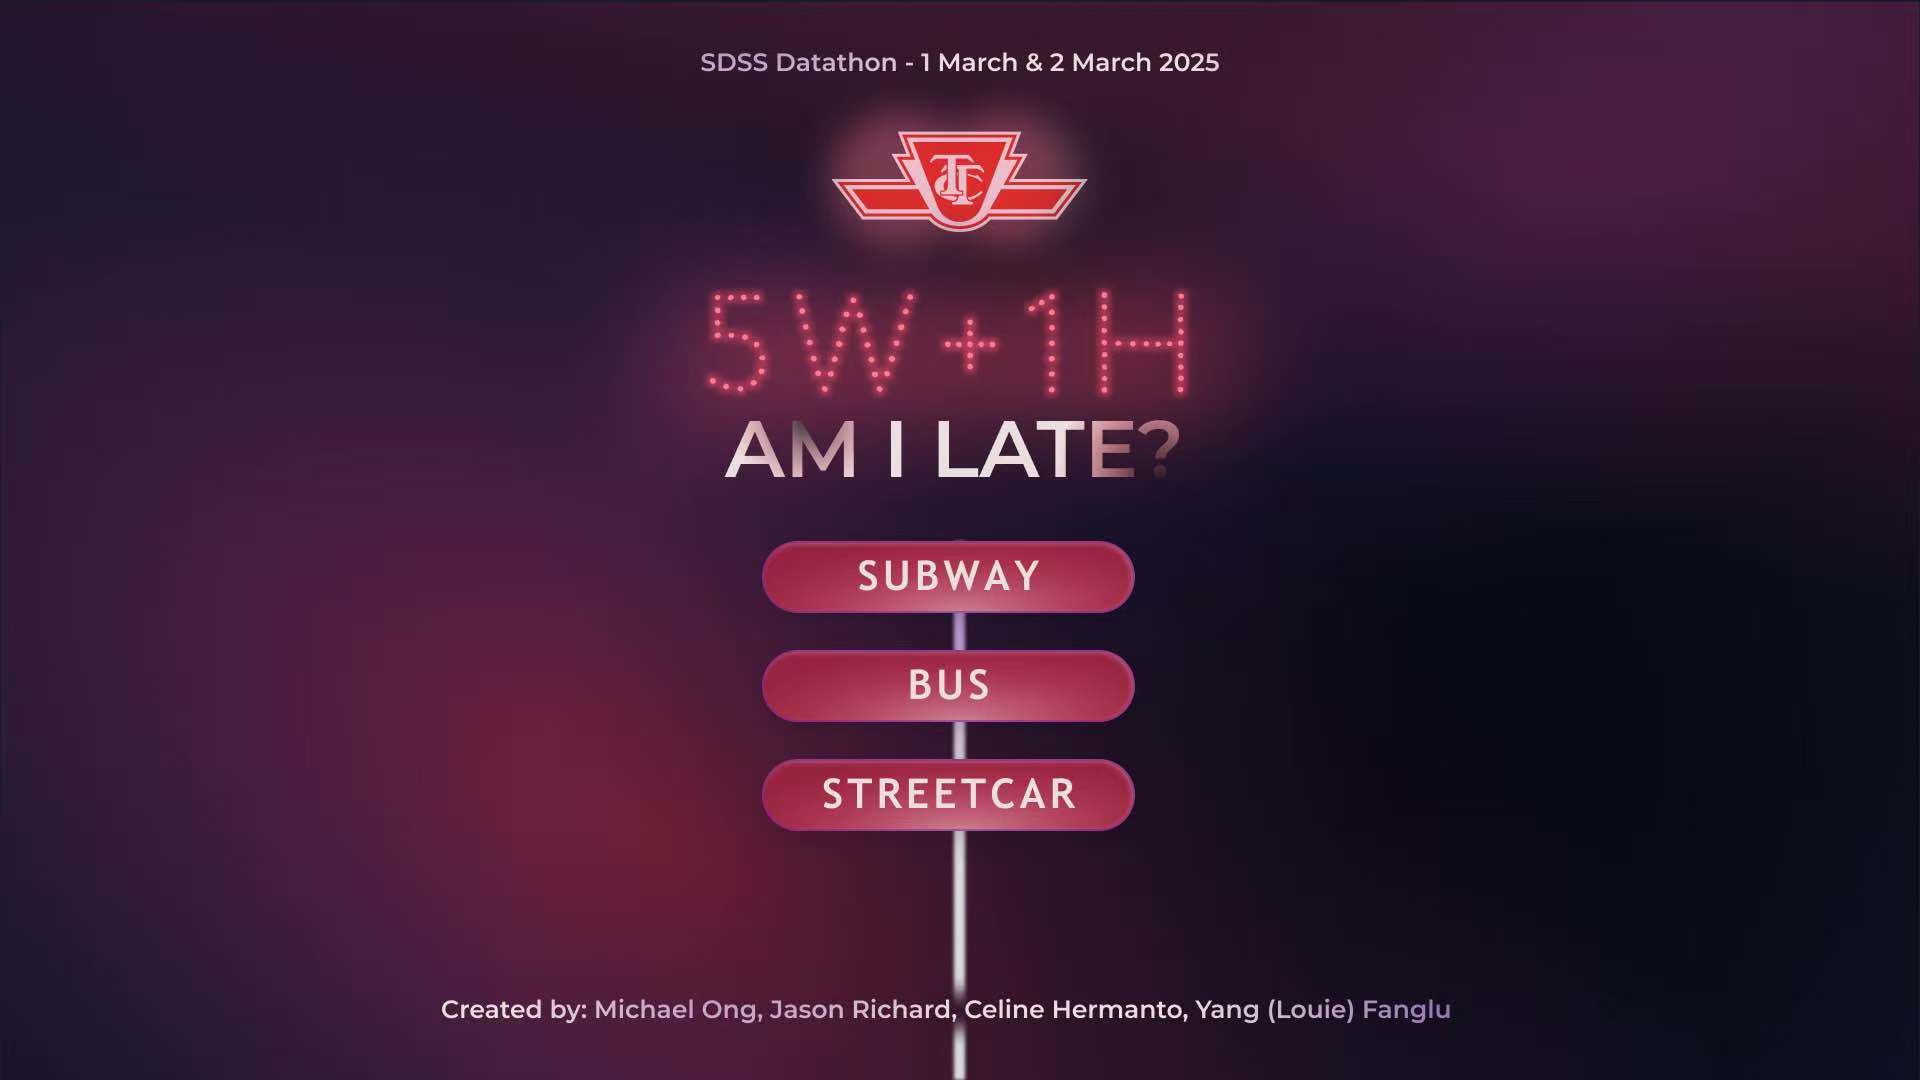 SDSS Datathon - 1 March & 2 March 2025
TTC
5W+1H
AM I LATE?
SUBWAY
BUS
STREETCAR
Created by: Michael Ong, Jason Richard, Celine Hermanto, Yang (Louie) Fanglu